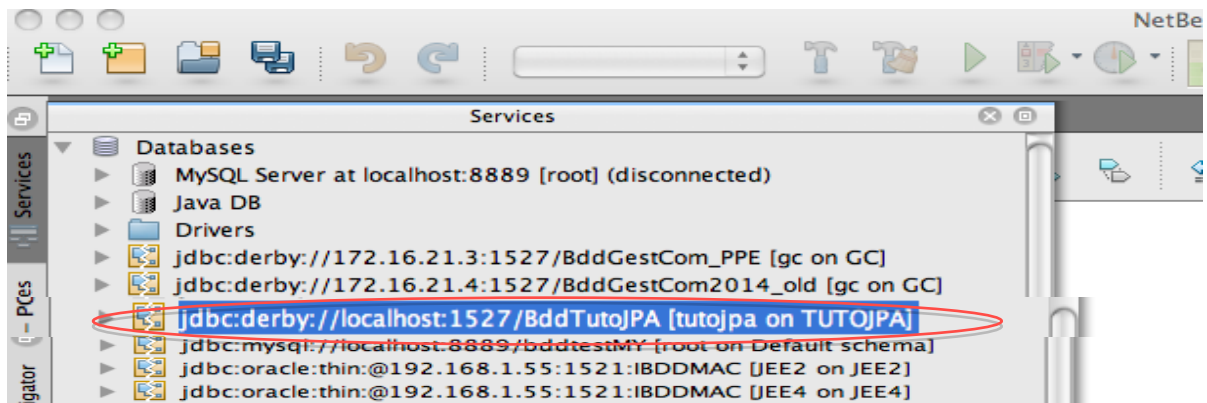 NetBe
Services
Databases
MySQL Server at localhost:8889 [root] (disconnected)
Java DB
Drivers
jdbc:derby://172.16.21.3:1527/BddGestCom_PPE [gc on GC]
jdbc:derby://172.16.21.4:1527/BddGestCom2014_old [gc on GC]
jdbc:derby://localhost:1527/BddTutoJPA [tutojpa on TUTOJPA]
jdbc:mysql://localhost:8889/bddtestMY [root on Default schema]
jdbc:oracle:thin:@192.168.1.55:1521:IBDDMAC [JEE2 on JEE2]
jdbc:oracle:thin:@192.168.1.55:1521:IBDDMAC [JEE4 on JEE4]
Services
igator